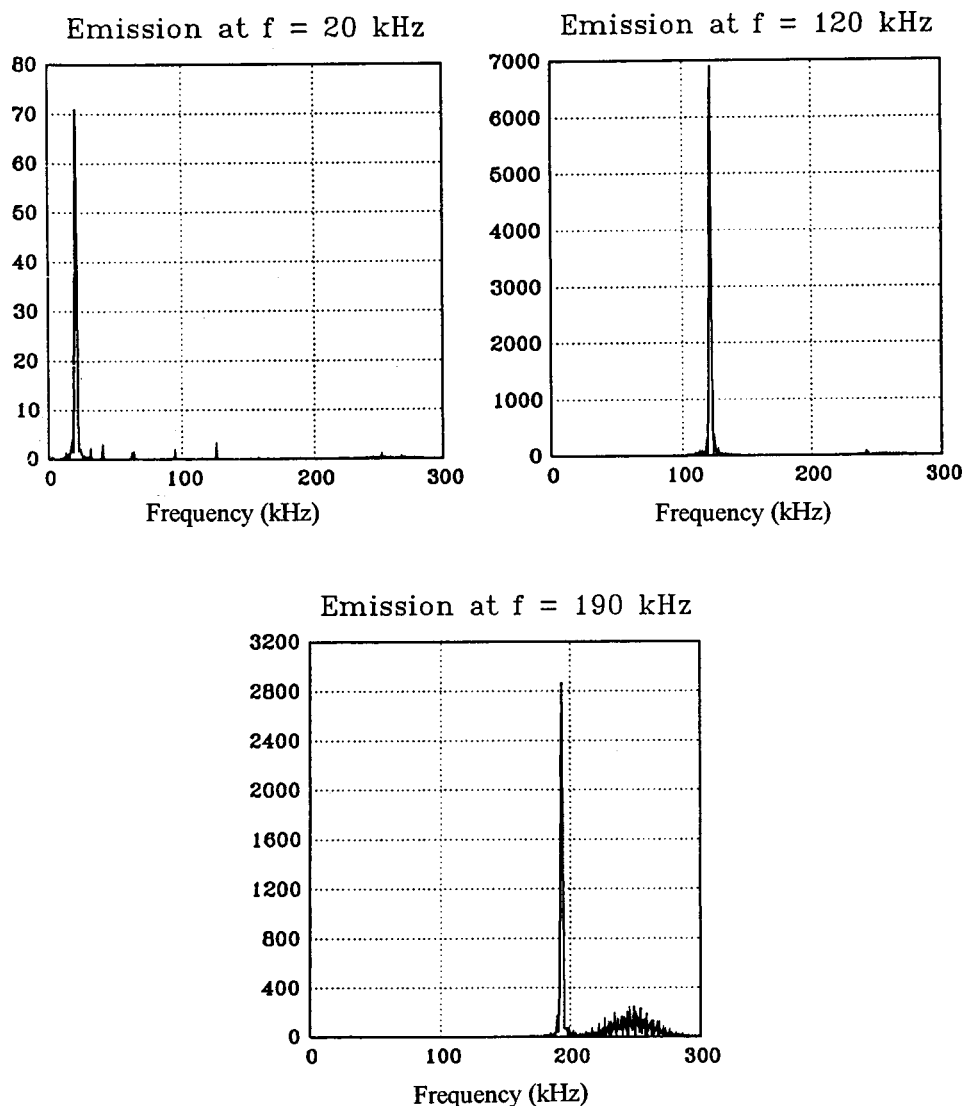 Emission at f = 20 kHz
80
70
60
50
40
30
20
10
0
0 100 200 300
Frequency (kHz)
Emission at f = 120 kHz
7000
6000
5000
4000
3000
2000
1000
0
0 100 200 300
Frequency (kHz)
Emission at f = 190 kHz
3200
2800
2400
2000
1600
1200
800
400
0
0 100 200 300
Frequency (kHz)